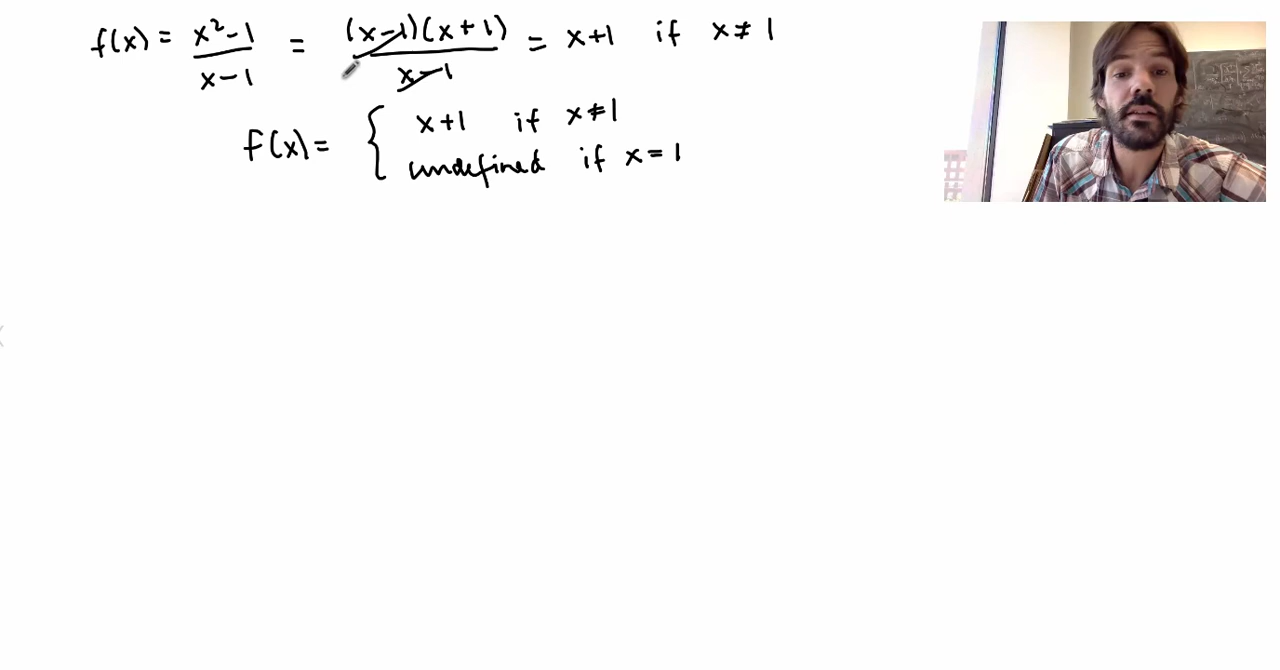 f(x) = x²-1 / x-1 = (x-1)(x+1) / x-1 = x+1 if x ≠ 1
f(x) = { x+1 if x≠1
undefined if x = 1